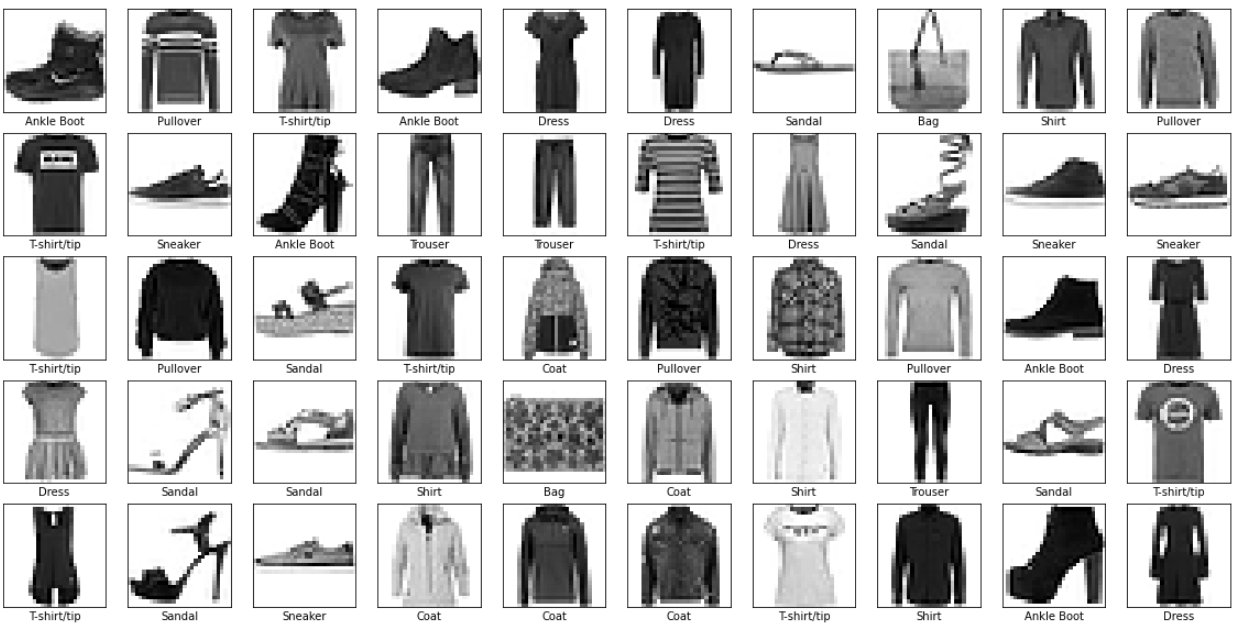 Ankle Boot Pullover T-shirt/tip Ankle Boot Dress Dress Sandal Bag Shirt Pullover
T-shirt/tip Sneaker Ankle Boot Trouser Trouser T-shirt/tip Dress Sandal Sneaker Sneaker
T-shirt/tip Pullover Sandal T-shirt/tip Coat Pullover Shirt Pullover Ankle Boot Dress
Dress Sandal Sandal Shirt Bag Coat Shirt Trouser Sandal T-shirt/tip
T-shirt/tip Sandal Sneaker Coat Coat Coat T-shirt/tip Shirt Ankle Boot Dress